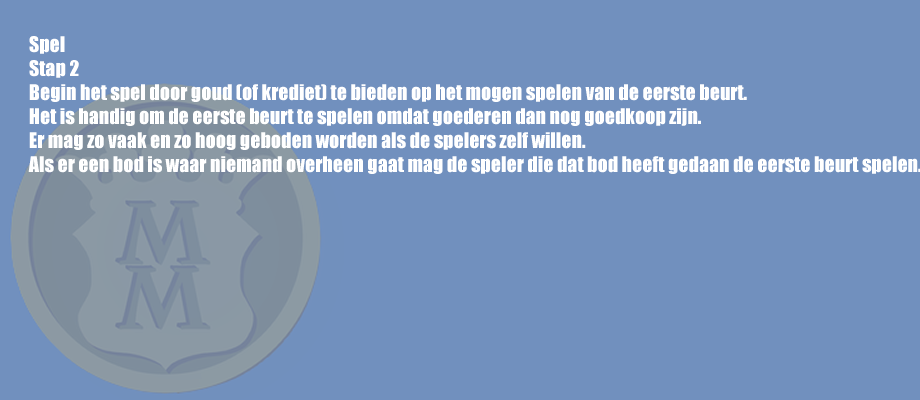 Spel
Stap 2
Begin het spel door goud (of krediet) te bieden op het mogen spelen van de eerste beurt.
Het is handig om de eerste beurt te spelen omdat goederen dan nog goedkoop zijn.
Er mag zo vaak en zo hoog geboden worden als de spelers zelf willen.
Als er een bod is waar niemand overheen gaat mag de speler die dat bod heeft gedaan de eerste beurt spelen.
M
M